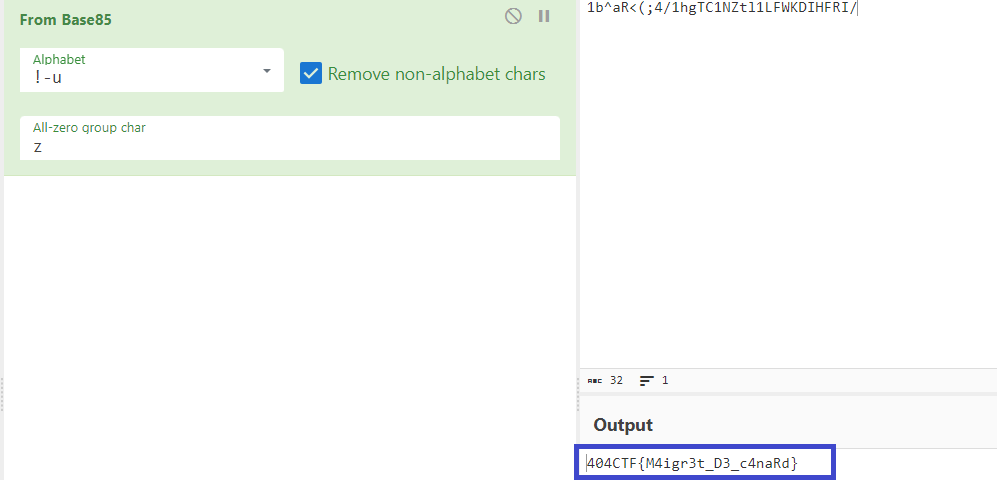 From Base85
Alphabet
!-u
Remove non-alphabet chars
All-zero group char
z
1b^aR<(;4/1hgTC1NZtl1LFWKDIHFRI/
ABC 32 1
Output
404CTF{M4igr3t_D3_c4naRd}